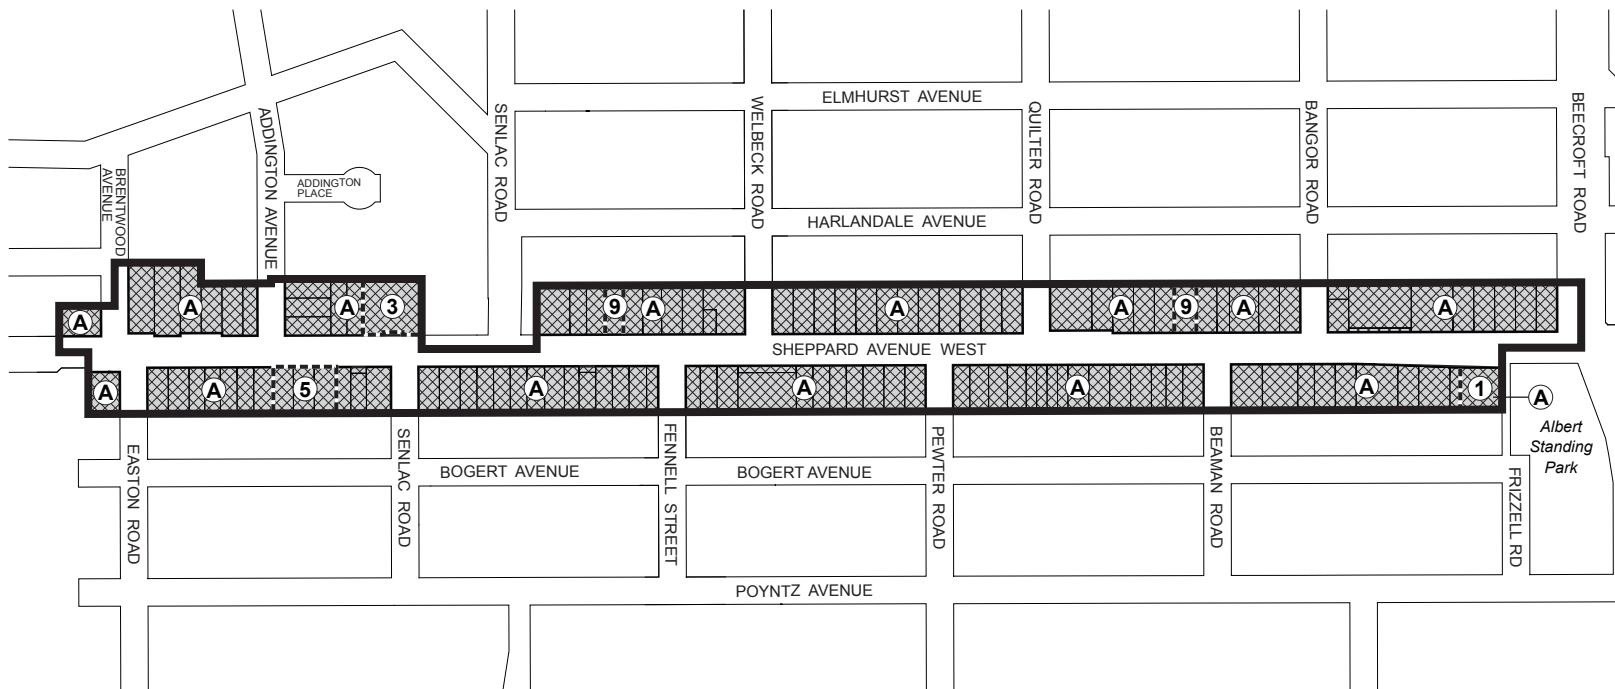 ELMHURST AVENUE
ADDINGTON AVENUE
SENLAC ROAD
WELBECK ROAD
QUILTER ROAD
BANGOR ROAD
BEECROFT ROAD
BRENTWOOD
AVENUE
ADDINGTON
PLACE
HARLANDALE AVENUE
A
A
A
3
9
A
A
A
9
A
A
SHEPPARD AVENUE WEST
A
A
5
A
A
A
A
1
A
Albert
Standing
Park
EASTON ROAD
SENLAC ROAD
FENNELL STREET
PEWTER ROAD
BEAMAN ROAD
FRIZZELL RD
BOGERT AVENUE
BOGERT AVENUE
POYNTZ AVENUE